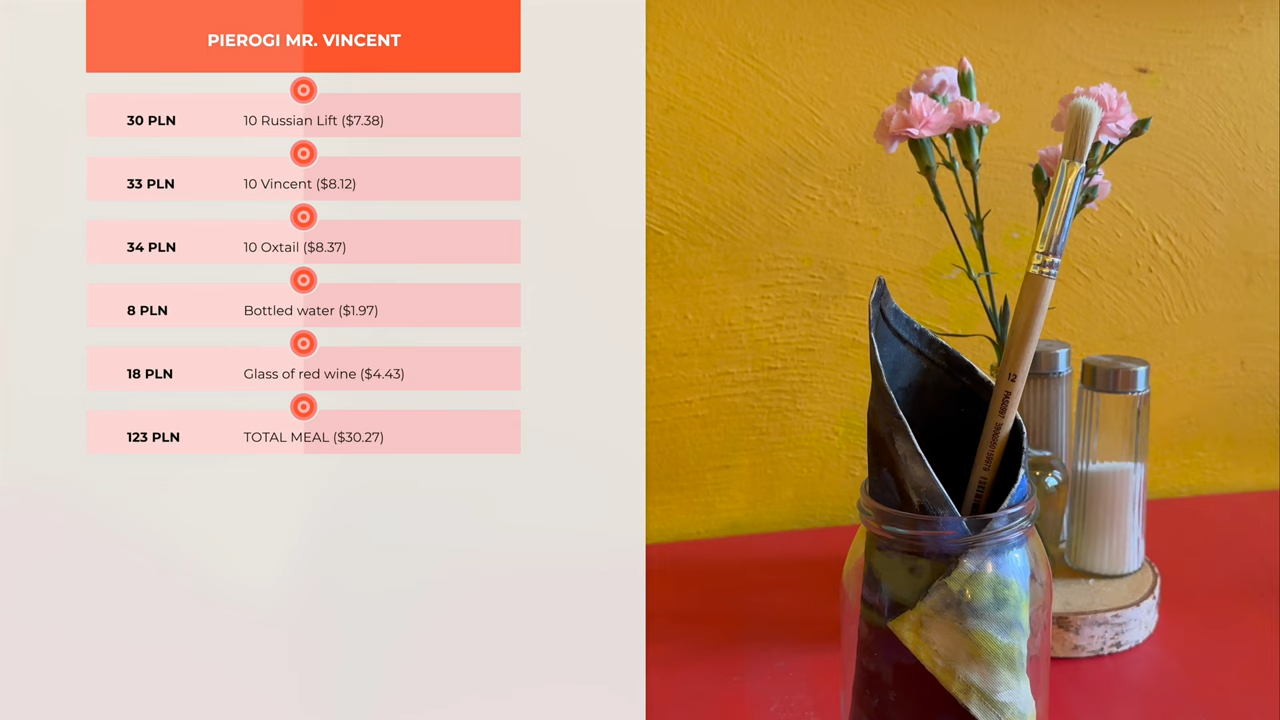 PIEROGI MR. VINCENT
30 PLN 10 Russian Lift ($7.38)
33 PLN 10 Vincent ($8.12)
34 PLN 10 Oxtail ($8.37)
8 PLN Bottled water ($1.97)
18 PLN Glass of red wine ($4.43)
123 PLN TOTAL MEAL ($30.27)
12